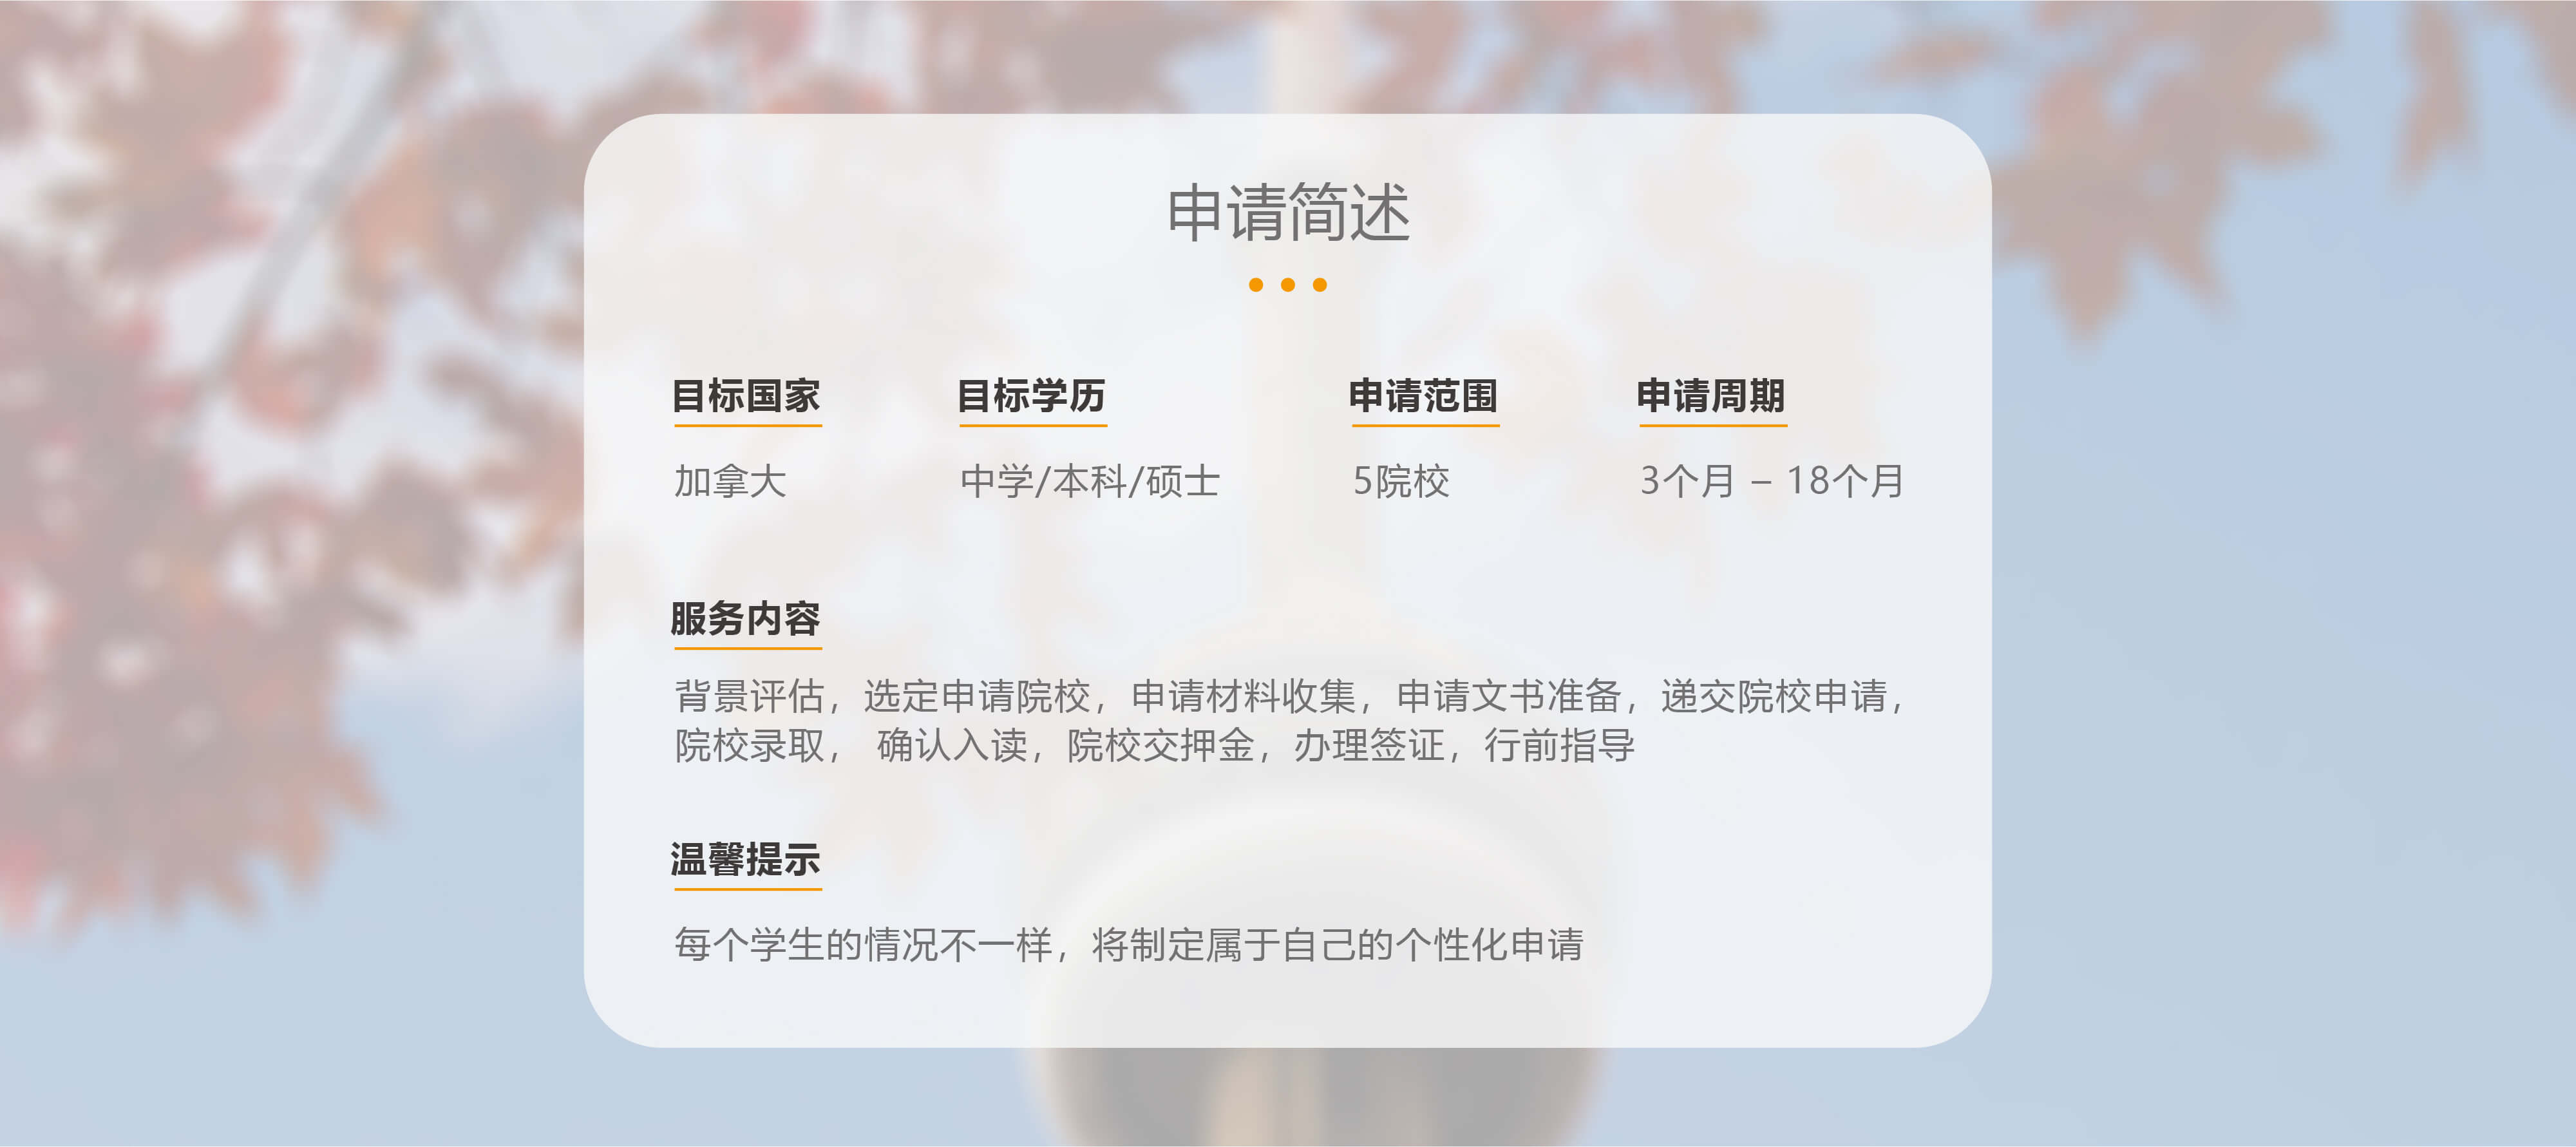 申请简述
目标国家
目标学历
申请范围
申请周期
加拿大
中学/本科/硕士
5院校
3个月 – 18个月
服务内容
背景评估，选定申请院校，申请材料收集，申请文书准备，递交院校申请，
院校录取， 确认入读，院校交押金，办理签证，行前指导
温馨提示
每个学生的情况不一样，将制定属于自己的个性化申请